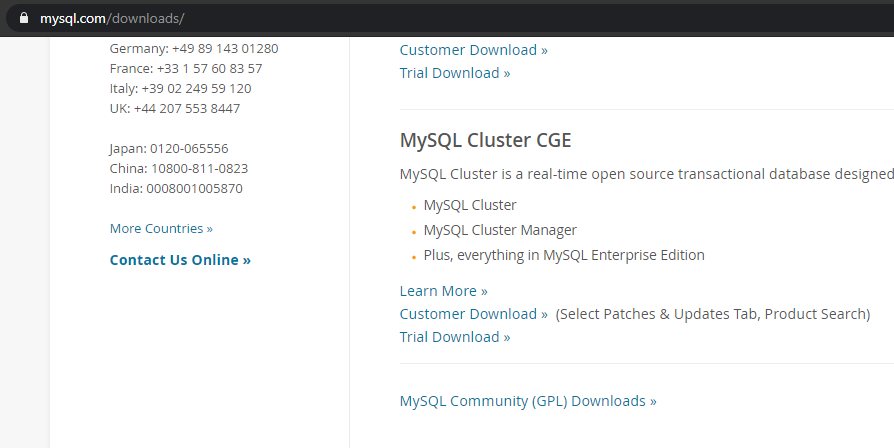 mysql.com/downloads/
Germany: +49 89 143 01280
France: +33 1 57 60 83 57
Italy: +39 02 249 59 120
UK: +44 207 553 8447
Japan: 0120-065556
China: 10800-811-0823
India: 0008001005870
More Countries »
Contact Us Online »
Customer Download »
Trial Download »
MySQL Cluster CGE
MySQL Cluster is a real-time open source transactional database designed
• MySQL Cluster
• MySQL Cluster Manager
• Plus, everything in MySQL Enterprise Edition
Learn More »
Customer Download » (Select Patches & Updates Tab, Product Search)
Trial Download »
MySQL Community (GPL) Downloads »